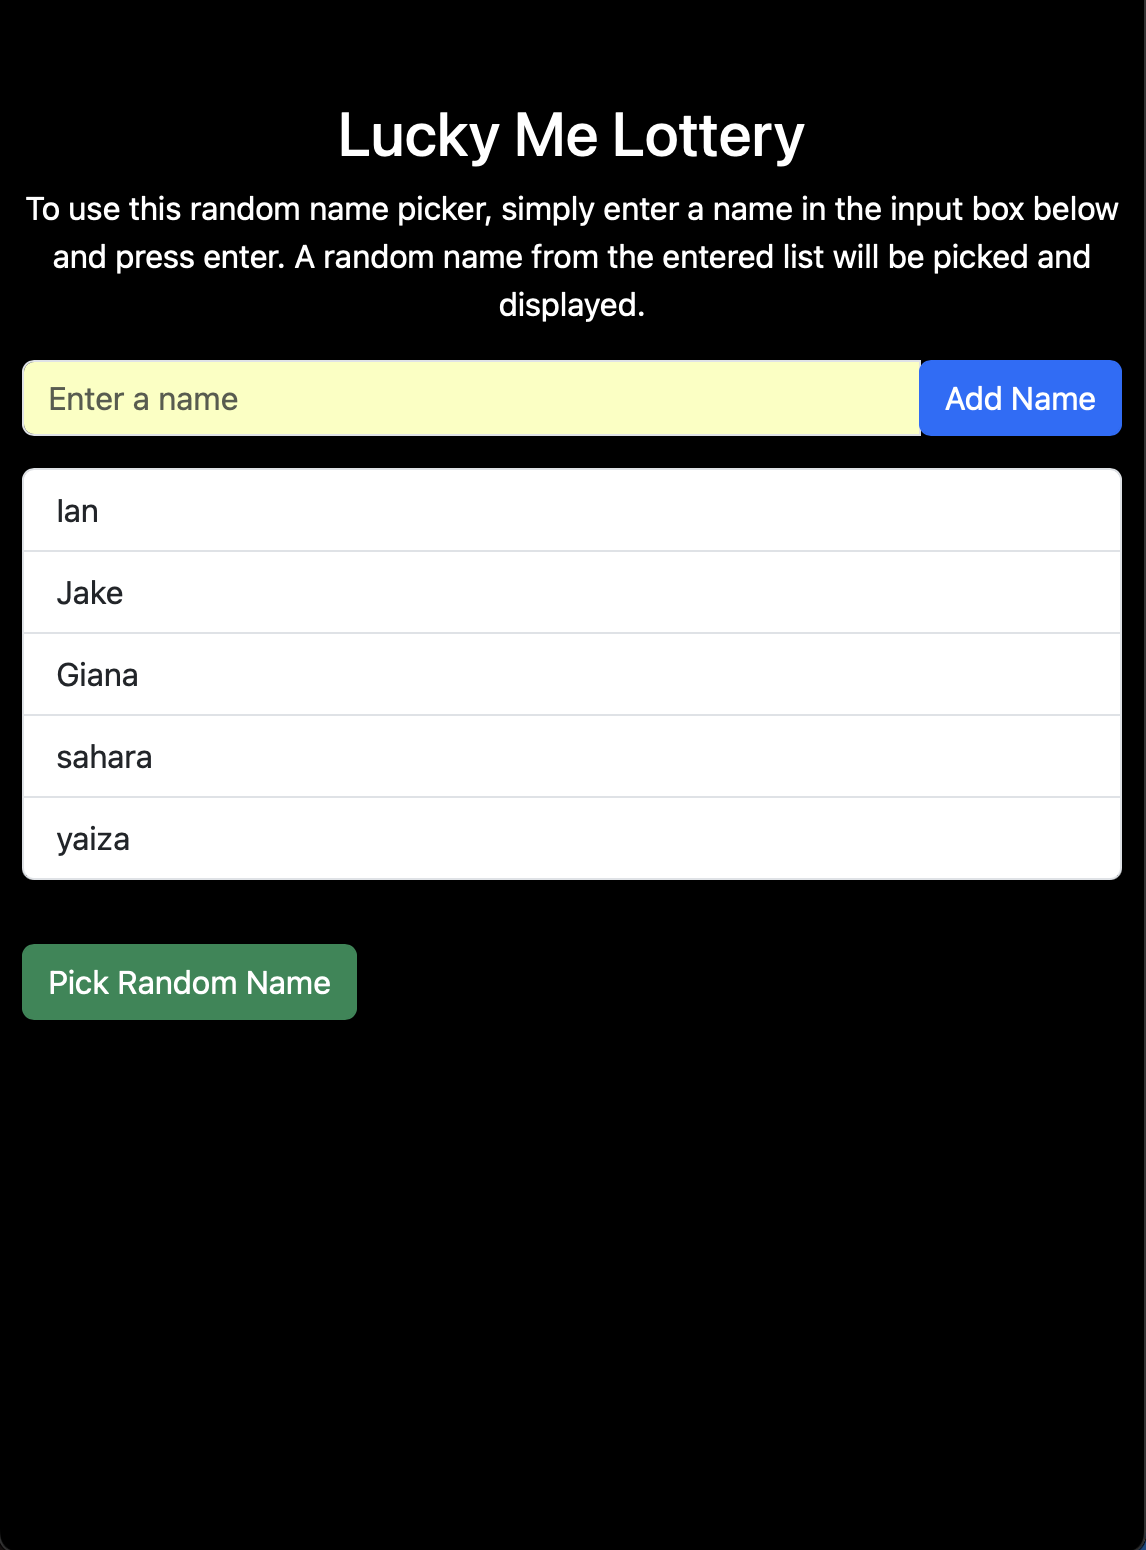 Lucky Me Lottery
To use this random name picker, simply enter a name in the input box below
and press enter. A random name from the entered list will be picked and
displayed.
Enter a name
Add Name
Ian
Jake
Giana
sahara
yaiza
Pick Random Name